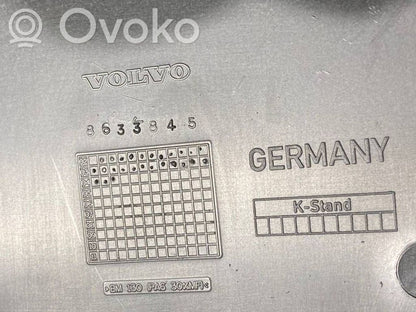 Ovoko
VOLVO
8633845
GERMANY
K-Stand